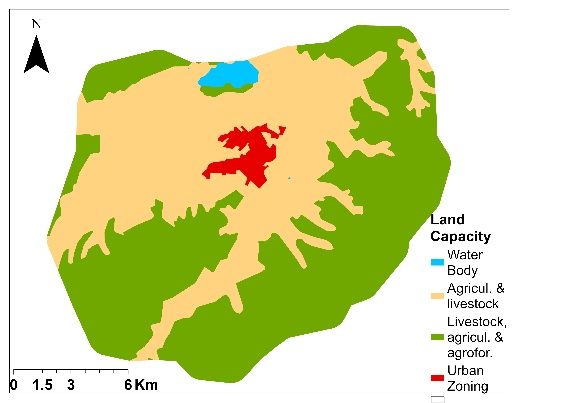 N
Land
Capacity
Water
Body
Agricul. &
livestock
Livestock,
agricul. &
agrofor.
Urban
Zoning
0 1.5 3 6 Km